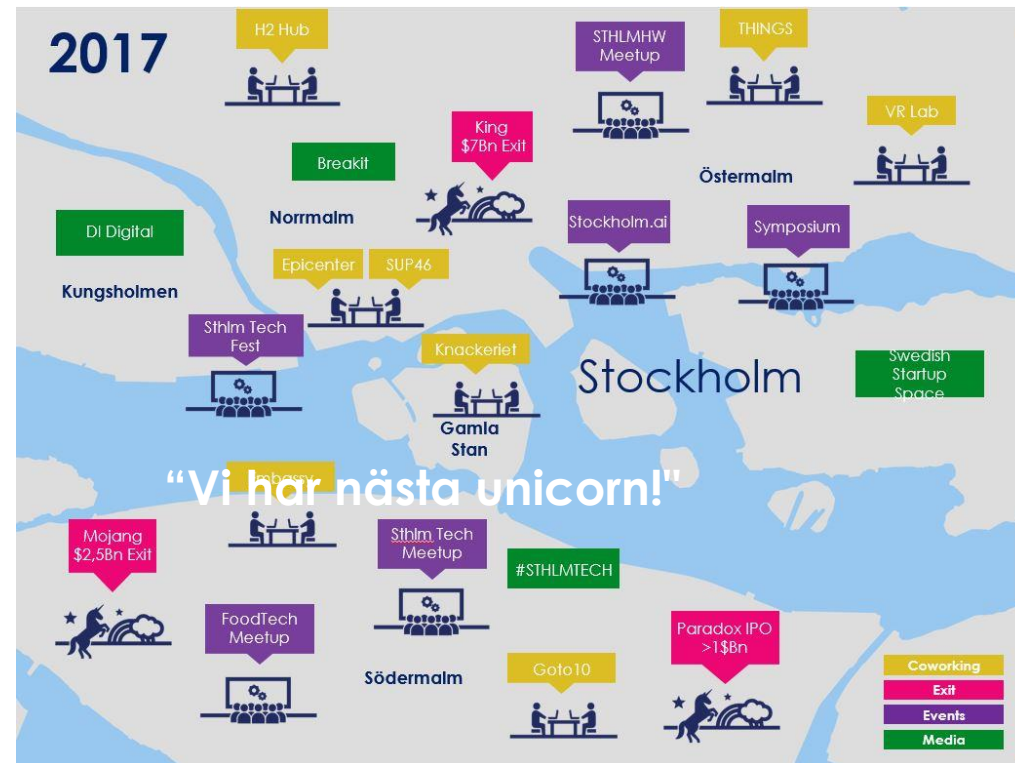 2017
H2 Hub
STHLMHW
Meetup
THINGS
VR Lab
King
$7Bn Exit
Breakit
Östermalm
Norrmalm
DI Digital
Stockholm.ai
Symposium
Epicenter
SUP46
Kungsholmen
Sthlm Tech
Fest
Knackeriet
Stockholm
Swedish
Startup
Space
Gamla
Stan
Embassy
“Vi har nästa unicorn!"
Mojang
$2,5Bn Exit
Sthlm Tech
Meetup
#STHLMTECH
FoodTech
Meetup
Paradox IPO
>1$Bn
Södermalm
Goto10
Coworking
Exit
Events
Media